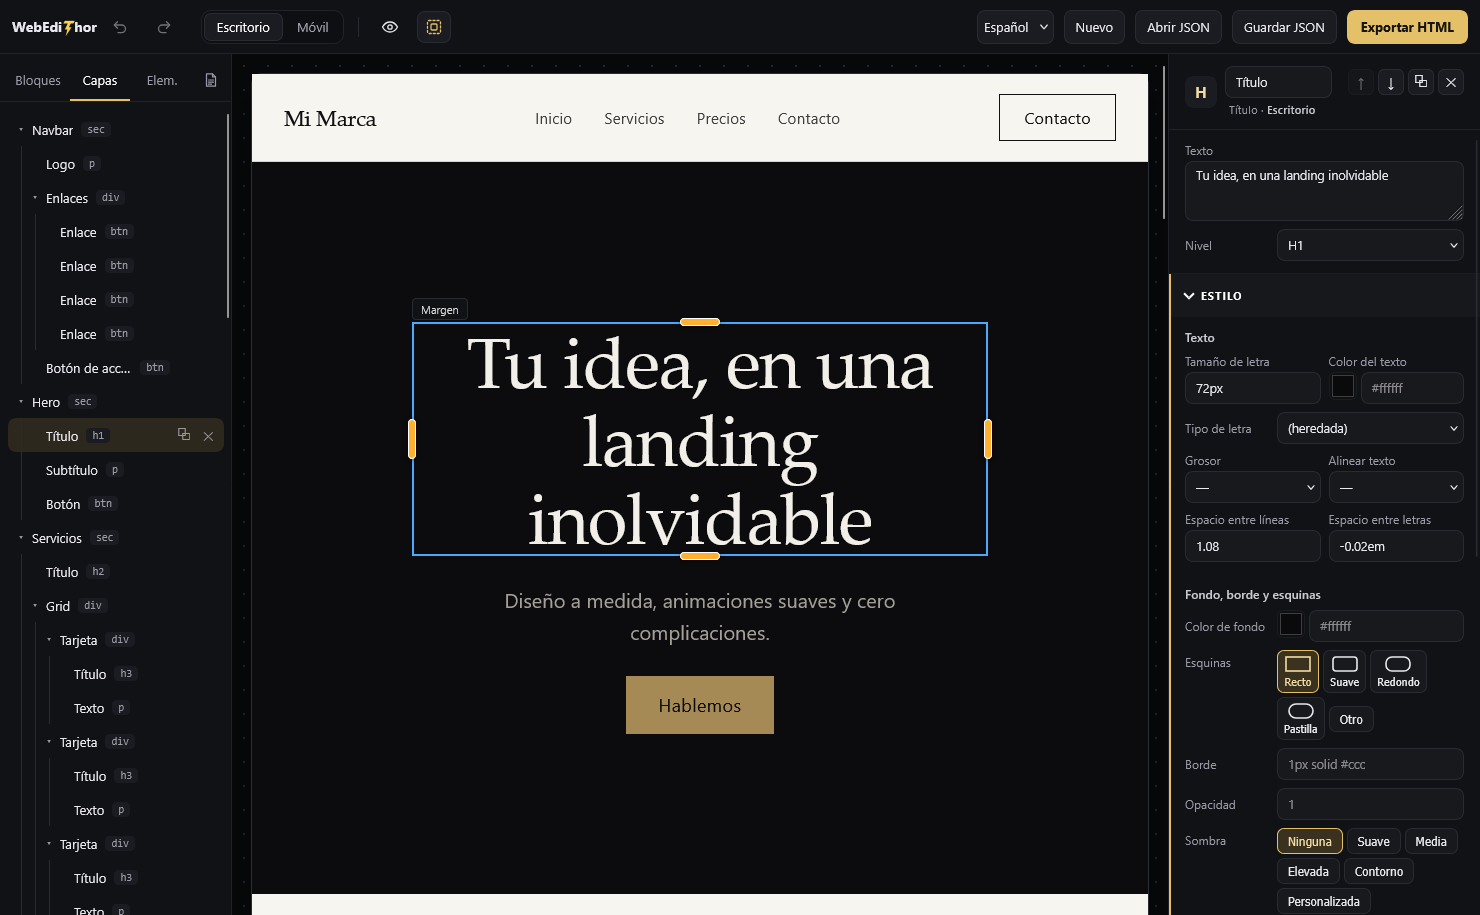 WebEdiThor
Escritorio
Móvil
Español
Nuevo
Abrir JSON
Guardar JSON
Exportar HTML
Bloques
Capas
Elem.
Navbar sec
Logo p
Enlaces div
Enlace btn
Enlace btn
Enlace btn
Enlace btn
Botón de acc... btn
Hero sec
Título h1
Subtítulo p
Botón btn
Servicios sec
Título h2
Grid div
Tarjeta div
Título h3
Texto p
Tarjeta div
Título h3
Texto p
Tarjeta div
Título h3
Texto p
Mi Marca
Inicio
Servicios
Precios
Contacto
Contacto
Margen
Tu idea, en una
landing
inolvidable
Diseño a medida, animaciones suaves y cero
complicaciones.
Hablemos
H
Título
Título · Escritorio
Texto
Tu idea, en una landing inolvidable
Nivel
H1
ESTILO
Texto
Tamaño de letra
Color del texto
72px
#ffffff
Tipo de letra
(heredada)
Grosor
Alinear texto
—
—
Espacio entre líneas
Espacio entre letras
1.08
-0.02em
Fondo, borde y esquinas
Color de fondo
#ffffff
Esquinas
Recto
Suave
Redondo
Pastilla
Otro
Borde
1px solid #ccc
Opacidad
1
Sombra
Ninguna
Suave
Media
Elevada
Contorno
Personalizada